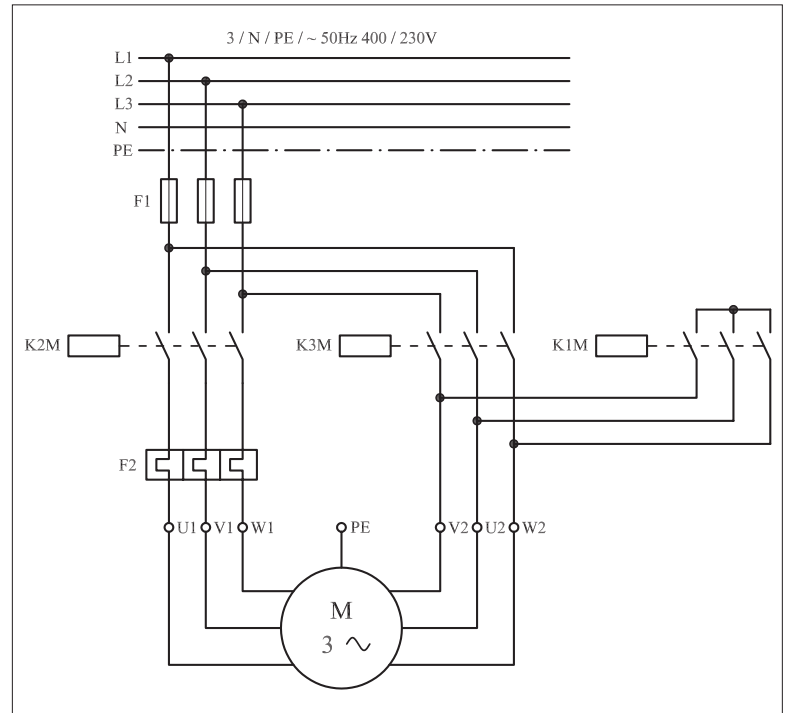 3 / N / PE / ~ 50Hz 400 / 230V
L1
L2
L3
N
PE
F1
K2M K3M K1M
F2
U1 V1 W1 PE V2 U2 W2
M
3 ~